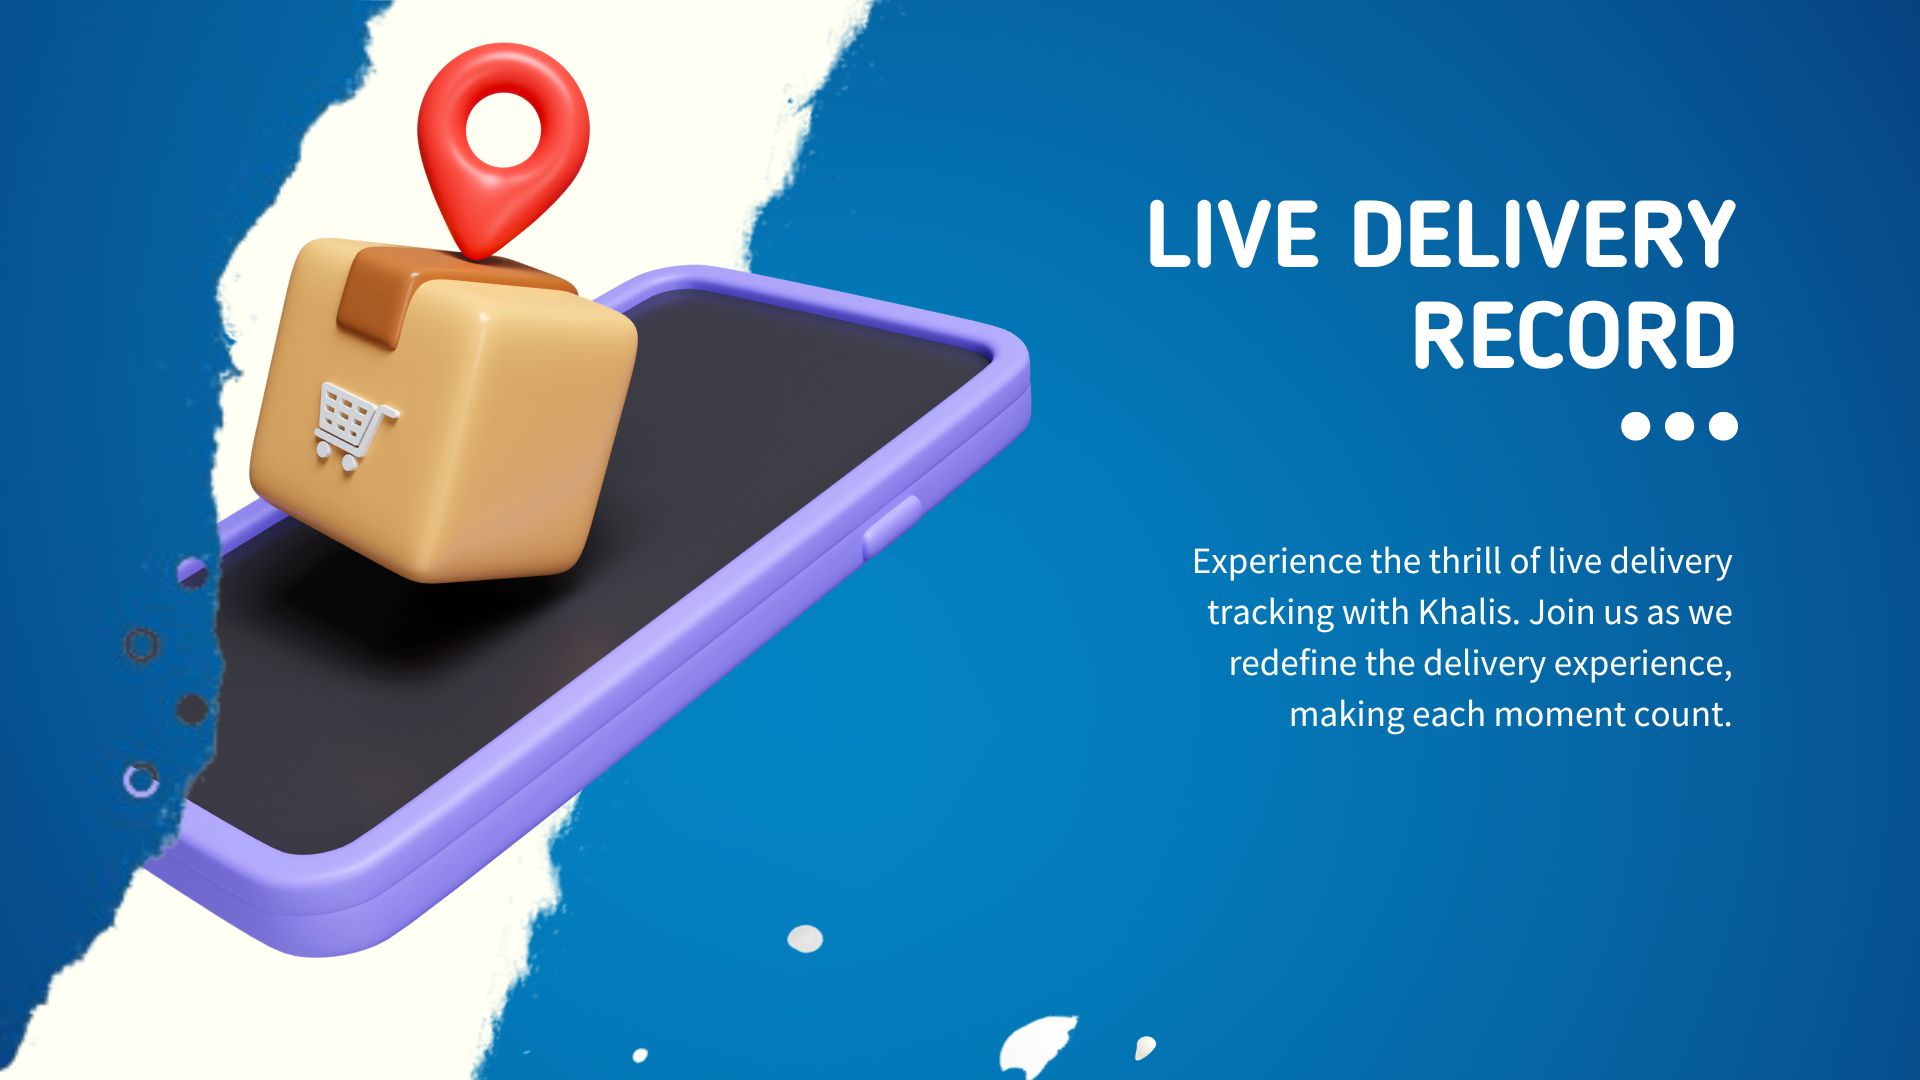 LIVE DELIVERY
RECORD
Experience the thrill of live delivery
tracking with Khalis. Join us as we
redefine the delivery experience,
making each moment count.